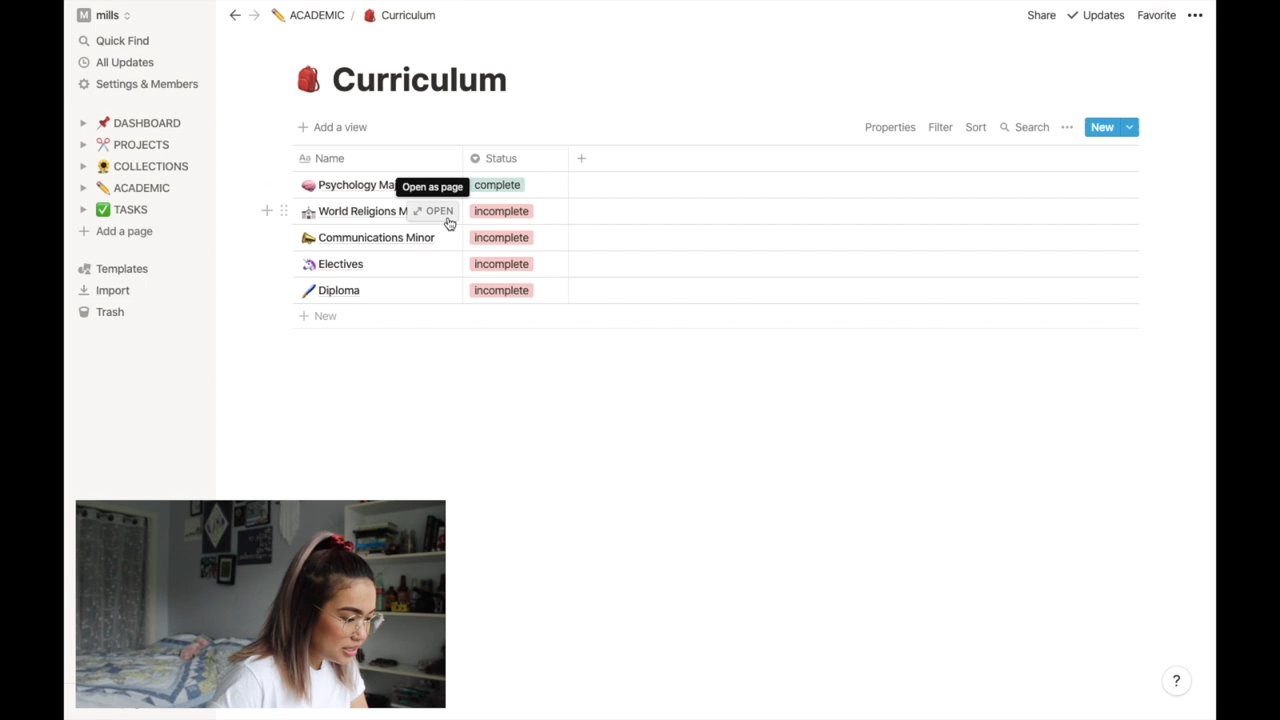 M mills
Quick Find
All Updates
Settings & Members
DASHBOARD
PROJECTS
COLLECTIONS
ACADEMIC
TASKS
Add a page
Templates
Import
Trash
ACADEMIC / Curriculum
Share Updates Favorite
Curriculum
Add a view
Properties Filter Sort Search New
Aa Name Status
Psychology Maj complete
Open as page
World Religions M OPEN incomplete
Communications Minor incomplete
Electives incomplete
Diploma incomplete
New
?